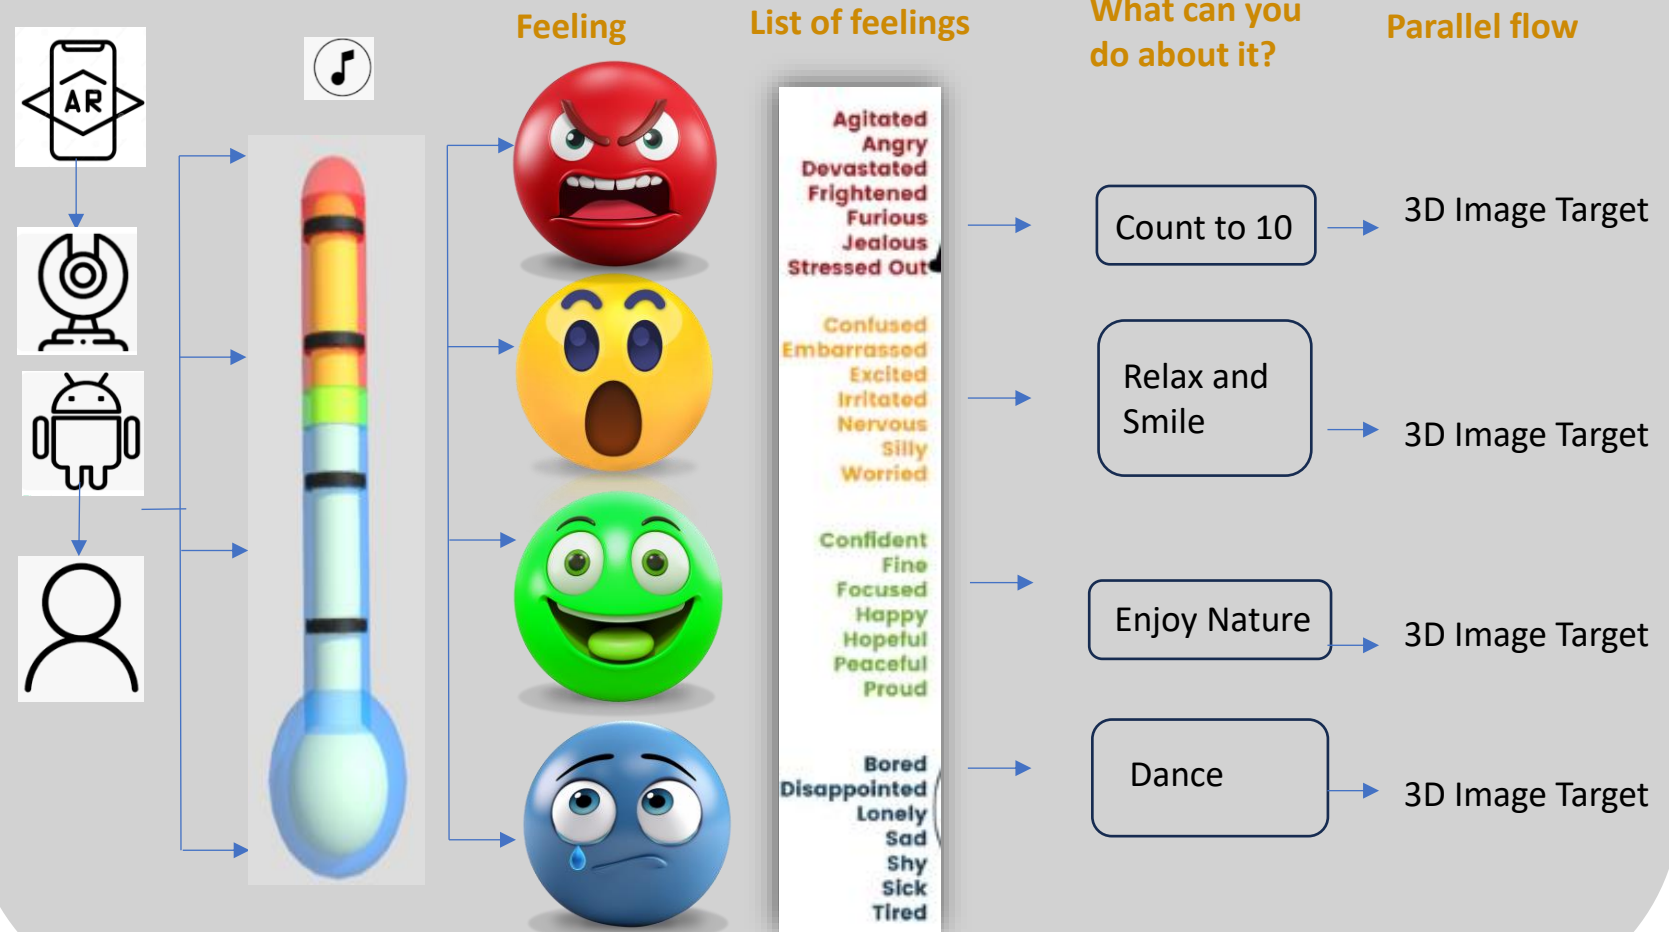 AR
Feeling
List of feelings
What can you
do about it?
Parallel flow
Agitated
Angry
Devastated
Frightened
Furious
Jealous
Stressed Out
Confused
Embarrassed
Excited
Irritated
Nervous
Silly
Worried
Confident
Fine
Focused
Happy
Hopeful
Peaceful
Proud
Bored
Disappointed
Lonely
Sad
Shy
Sick
Tired
Count to 10
3D Image Target
Relax and
Smile
3D Image Target
Enjoy Nature
3D Image Target
Dance
3D Image Target